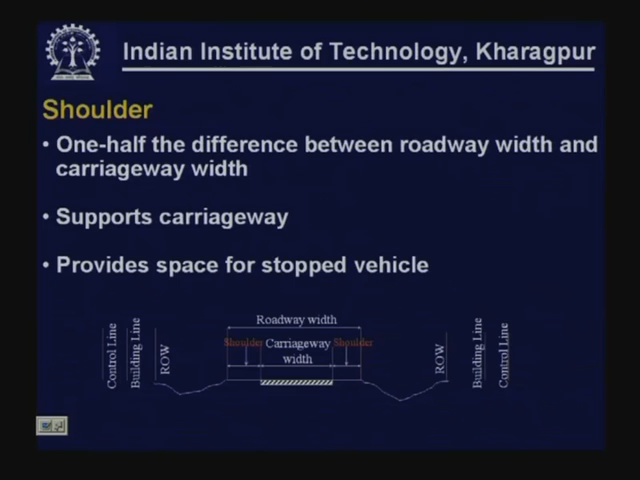 Indian Institute of Technology, Kharagpur
Shoulder
• One-half the difference between roadway width and
carriageway width
• Supports carriageway
• Provides space for stopped vehicle
Roadway width
Shoulder
Carriageway
width
Shoulder
Control Line
Building Line
ROW
ROW
Building Line
Control Line